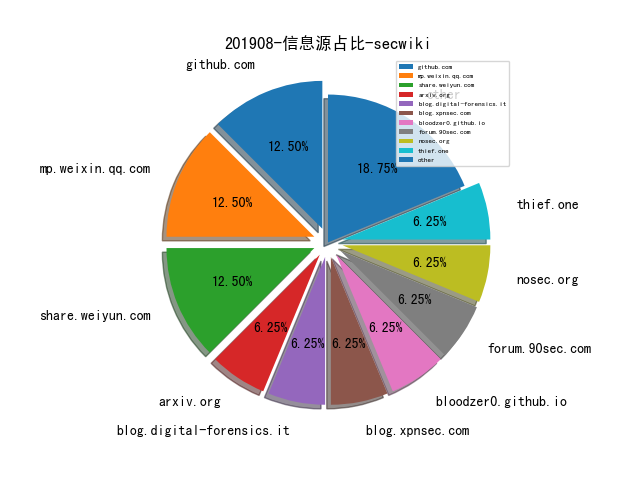 201908-信息源占比-secwiki
github.com
mp.weixin.qq.com
share.weiyun.com
arxiv.org
blog.digital-forensics.it
blog.xpnsec.com
bloodzer0.github.io
forum.90sec.com
nosec.org
thief.one
other
12.50%
12.50%
12.50%
6.25%
6.25%
6.25%
6.25%
6.25%
6.25%
6.25%
18.75%
github.com
mp.weixin.qq.com
share.weiyun.com
arxiv.org
blog.digital-forensics.it
blog.xpnsec.com
bloodzer0.github.io
forum.90sec.com
nosec.org
thief.one
other